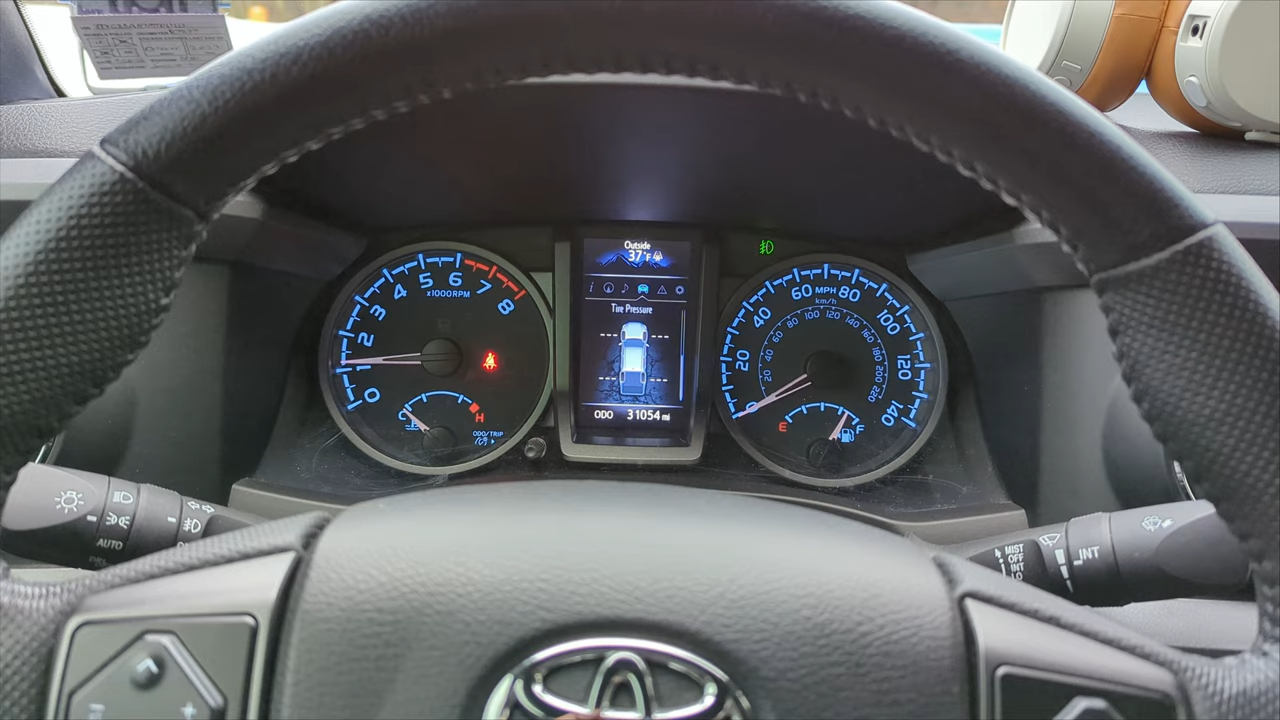 Outside
37°F
i
Tire Pressure
ODO 31054 mi
0 1 2 3 4 5 6 7 8
x1000RPM
H
ODO/TRIP
0 20 40 60 80 100 120 140
MPH
km/h
20 40 60 80 100 120 140 160 180 200 220
E F
AUTO
MIST
OFF
INT
LO
INT